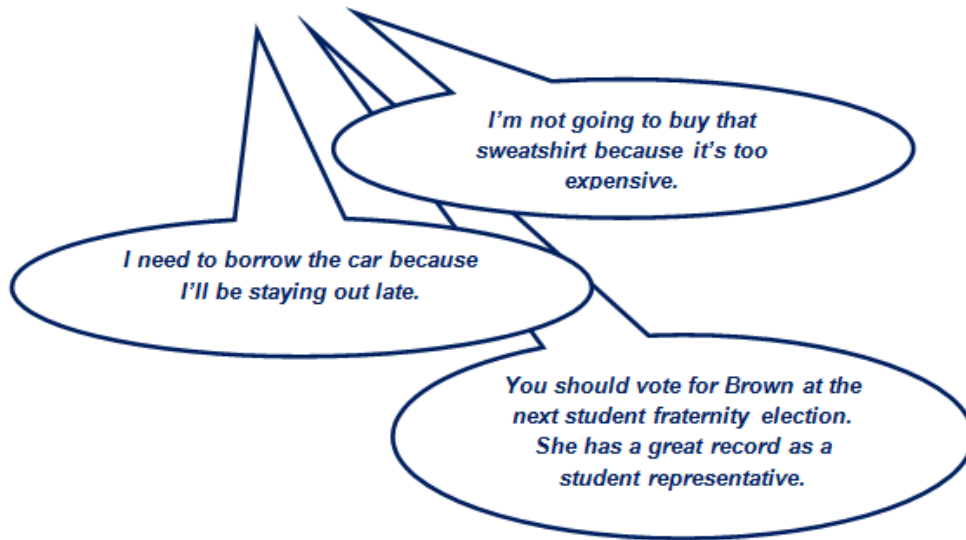 I'm not going to buy that
sweatshirt because it's too
expensive.
I need to borrow the car because
I'll be staying out late.
You should vote for Brown at the
next student fraternity election.
She has a great record as a
student representative.